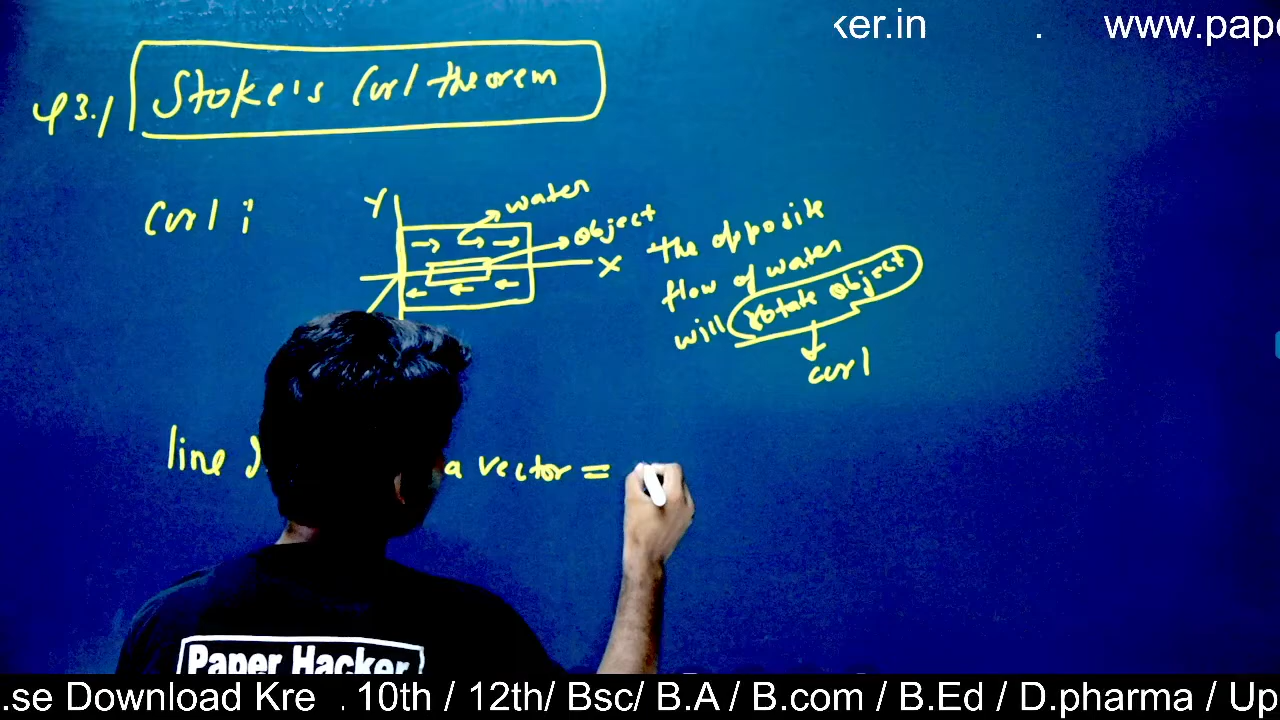 ker.in . www.pape
φ3.1 Stoke's Curl theorem
Curl :
Y
water
object
X
The opposite
flow of water
will rotate object
curl
line
a vector =
Paper Hacker
.se Download Kre . 10th / 12th/ Bsc/ B.A / B.com / B.Ed / D.pharma / Up